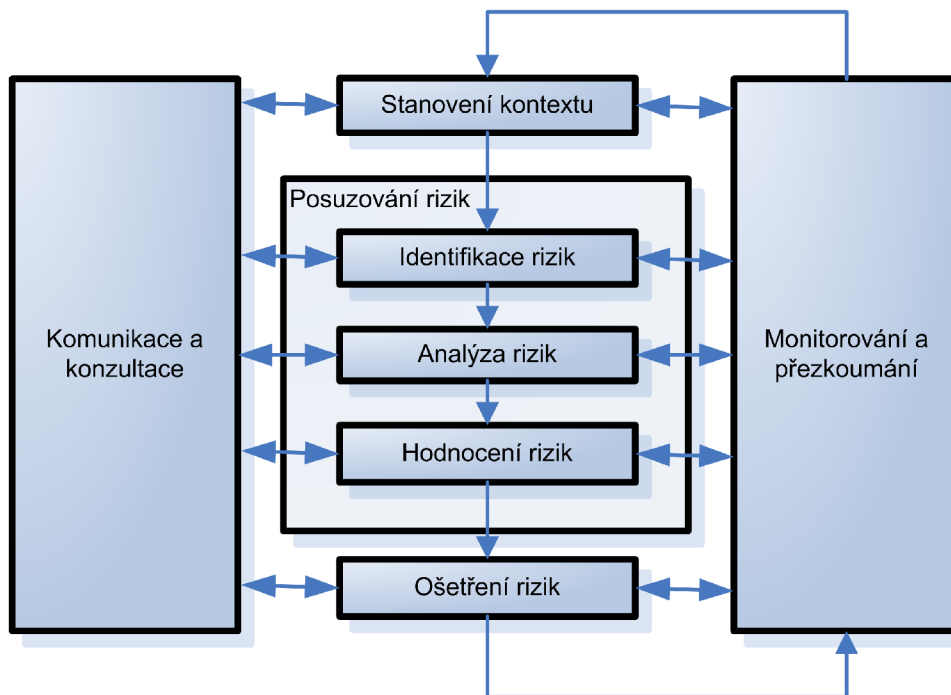 Stanovení kontextu
Posuzování rizik
Identifikace rizik
Komunikace a
konzultace
Analýza rizik
Monitorování a
přezkoumání
Hodnocení rizik
Ošetření rizik